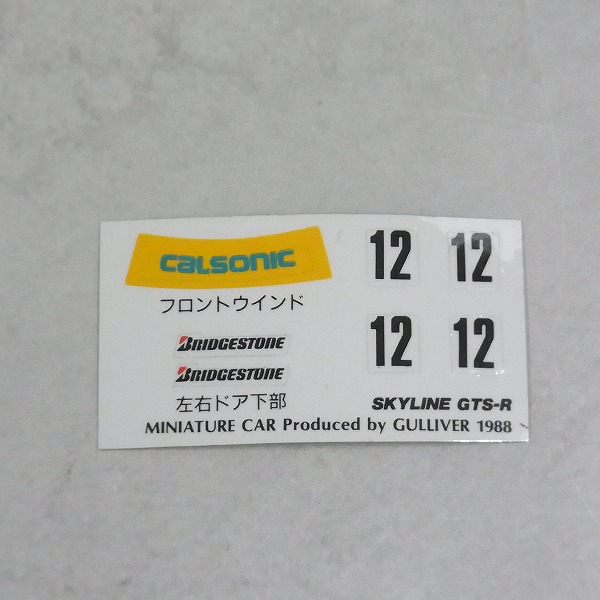 CALSONIC
フロントウインド
12 12
12 12
BRIDGESTONE
BRIDGESTONE
左右ドア下部
SKYLINE GTS-R
MINIATURE CAR Produced by GULLIVER 1988